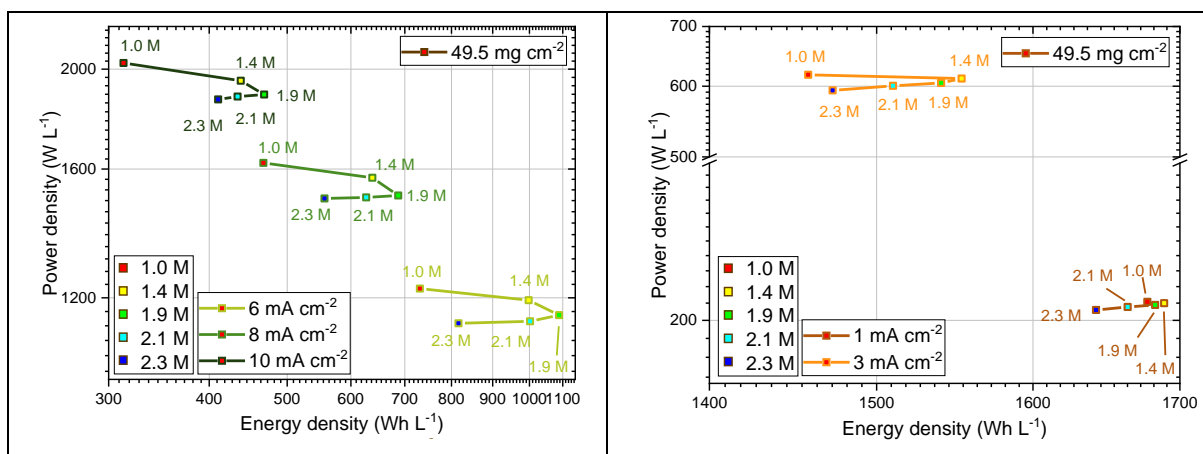 49.5 mg cm-2
1.0 M
1.4 M
1.9 M
2.1 M
2.3 M
1.0 M
1.4 M
1.9 M
2.1 M
2.3 M
1.0 M
1.4 M
2.3 M
2.1 M
1.9 M
1.0 M
1.4 M
1.9 M
2.1 M
2.3 M
6 mA cm-2
8 mA cm-2
10 mA cm-2
2000
1600
1200
Power density (W L-1)
300 400 500 600 700 800 900 1000 1100
Energy density (Wh L-1)
49.5 mg cm-2
1.0 M
1.4 M
2.3 M
2.1 M
1.9 M
2.1 M
1.0 M
2.3 M
1.9 M
1.4 M
1.0 M
1.4 M
1.9 M
2.1 M
2.3 M
1 mA cm-2
3 mA cm-2
700
600
500
200
Power density (W L-1)
1400 1500 1600 1700
Energy density (Wh L-1)